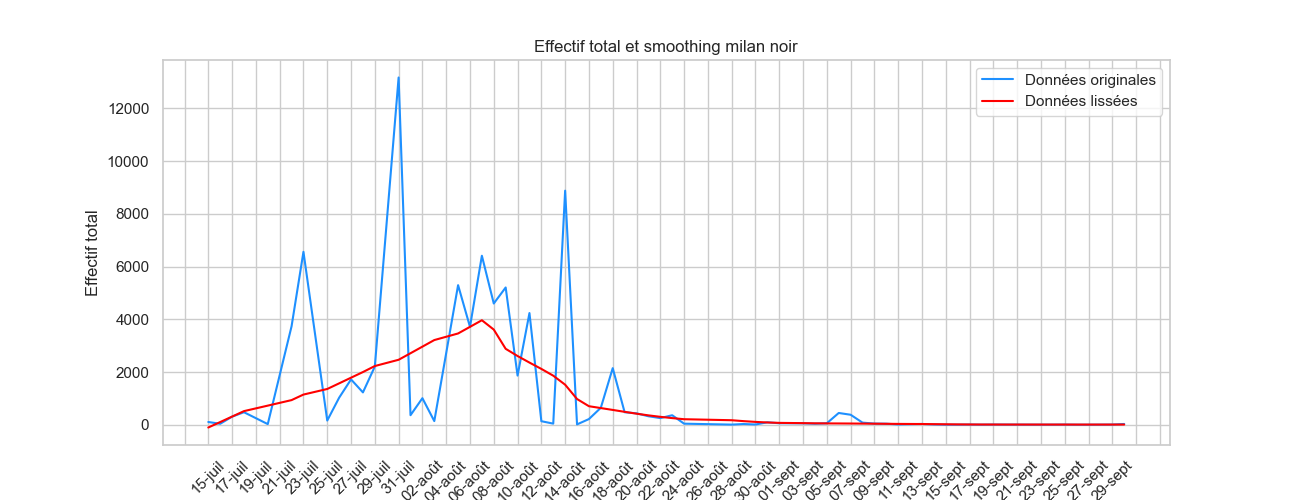 Effectif total et smoothing milan noir
Données originales
Données lissées
Effectif total
12000
10000
8000
6000
4000
2000
0
15-juil
17-juil
19-juil
21-juil
23-juil
25-juil
27-juil
29-juil
31-juil
02-août
04-août
06-août
08-août
10-août
12-août
14-août
16-août
18-août
20-août
22-août
24-août
26-août
28-août
30-août
01-sept
03-sept
05-sept
07-sept
09-sept
11-sept
13-sept
15-sept
17-sept
19-sept
21-sept
23-sept
25-sept
27-sept
29-sept